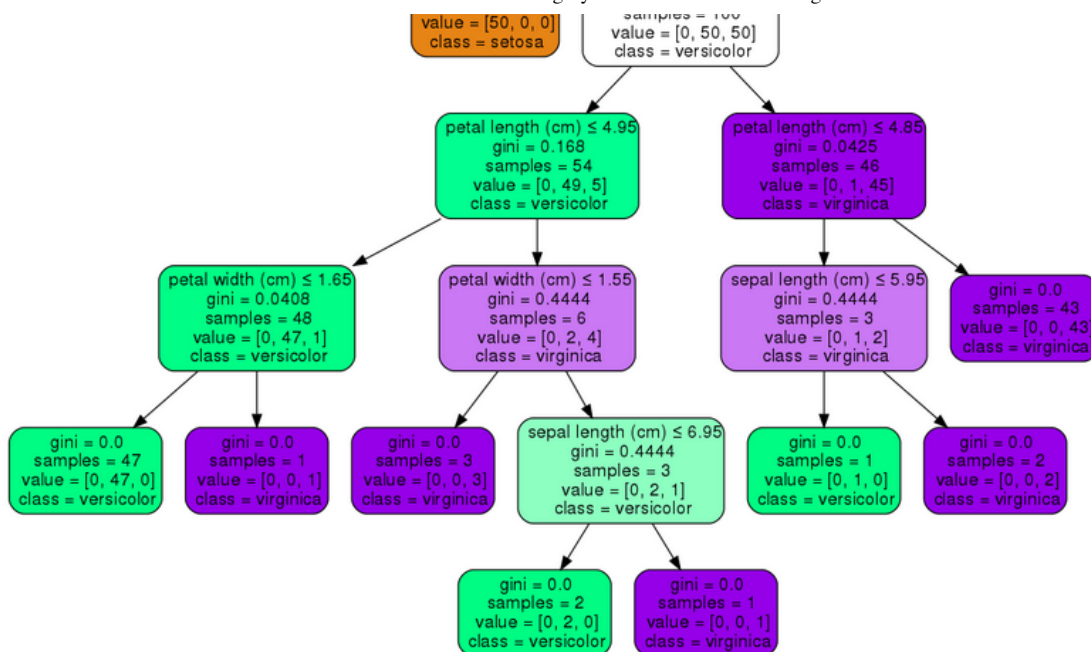 value = [50, 0, 0]
class = setosa
samples = 100
value = [0, 50, 50]
class = versicolor
petal length (cm) ≤ 4.95
gini = 0.168
samples = 54
value = [0, 49, 5]
class = versicolor
petal length (cm) ≤ 4.85
gini = 0.0425
samples = 46
value = [0, 1, 45]
class = virginica
petal width (cm) ≤ 1.65
gini = 0.0408
samples = 48
value = [0, 47, 1]
class = versicolor
petal width (cm) ≤ 1.55
gini = 0.4444
samples = 6
value = [0, 2, 4]
class = virginica
sepal length (cm) ≤ 5.95
gini = 0.4444
samples = 3
value = [0, 1, 2]
class = virginica
gini = 0.0
samples = 43
value = [0, 0, 43]
class = virginica
gini = 0.0
samples = 47
value = [0, 47, 0]
class = versicolor
gini = 0.0
samples = 1
value = [0, 0, 1]
class = virginica
gini = 0.0
samples = 3
value = [0, 0, 3]
class = virginica
sepal length (cm) ≤ 6.95
gini = 0.4444
samples = 3
value = [0, 2, 1]
class = versicolor
gini = 0.0
samples = 1
value = [0, 1, 0]
class = versicolor
gini = 0.0
samples = 2
value = [0, 0, 2]
class = virginica
gini = 0.0
samples = 2
value = [0, 2, 0]
class = versicolor
gini = 0.0
samples = 1
value = [0, 0, 1]
class = virginica